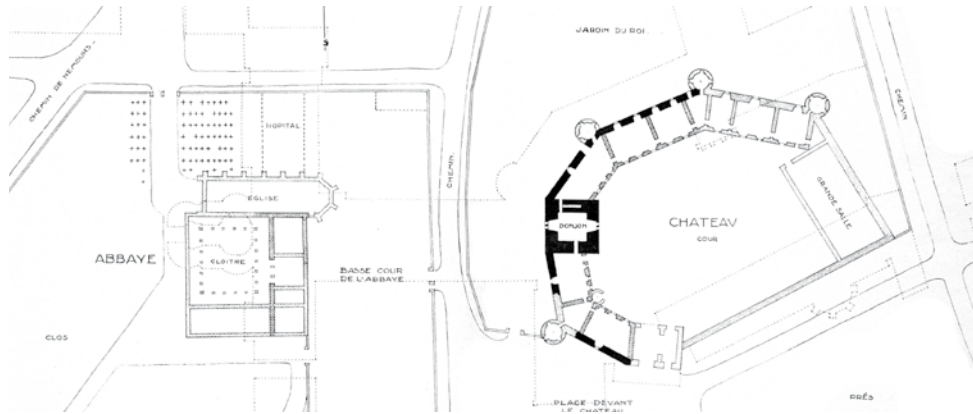 JARDIN DU ROI.
CHEMIN DE NEMOURS.
CHEMIN
HOPITAL
CHEMIN
EGLISE
GRANDE SALLE
CHATEAU
COUR
DONJON
ABBAYE
CLOITRE
BASSE COUR
DE L'ABBAYE.
CLOS
PLACE DEVANT
LE CHATEAU
PRÉS